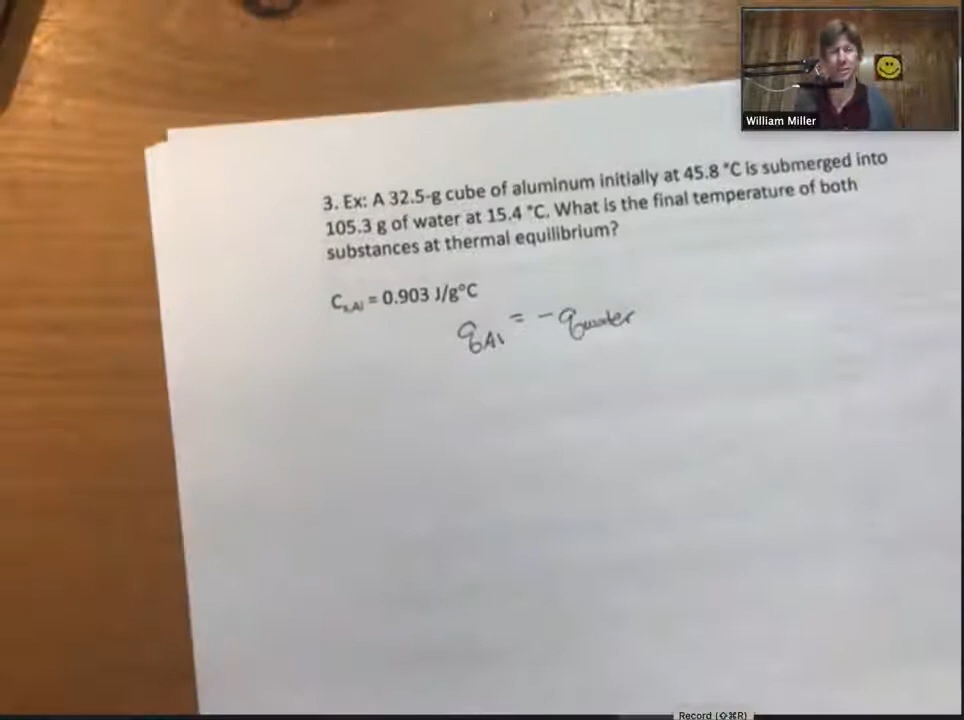 William Miller
3. Ex: A 32.5-g cube of aluminum initially at 45.8 °C is submerged into
105.3 g of water at 15.4 °C. What is the final temperature of both
substances at thermal equilibrium?
Cs,Al = 0.903 J/g°C
qAl = -qwater
Record (⇧⌘R)